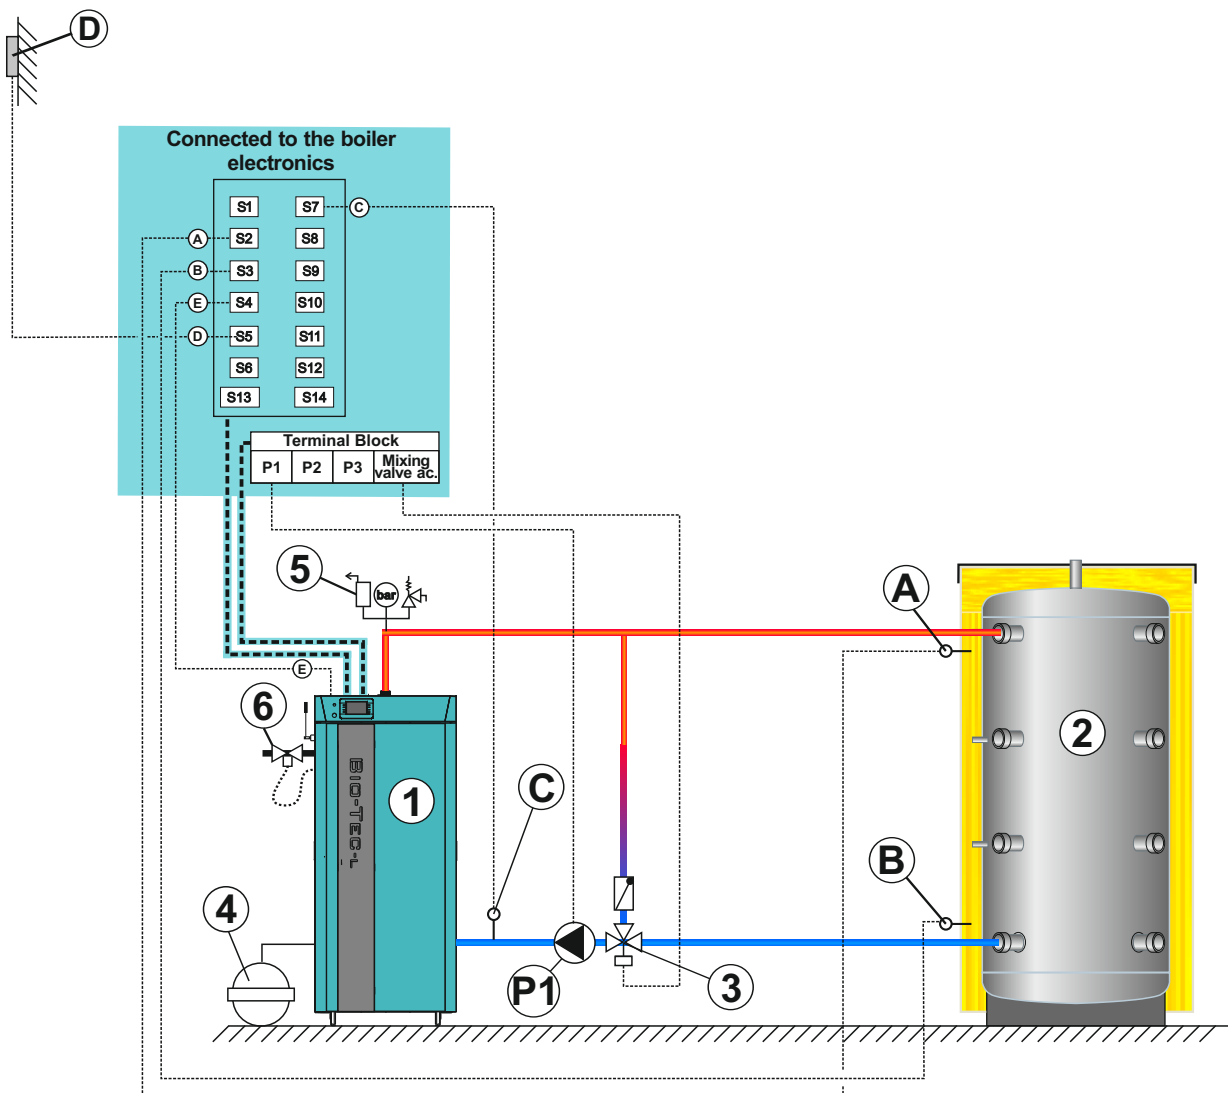 D
Connected to the boiler
electronics
S1 S7 C
A S2 S8
B S3 S9
E S4 S10
D S5 S11
S6 S12
S13 S14
Terminal Block
P1 P2 P3 Mixing
valve ac.
5
bar
A
E
6
2
1
BIO-TEC-L
C
B
4
P1
3